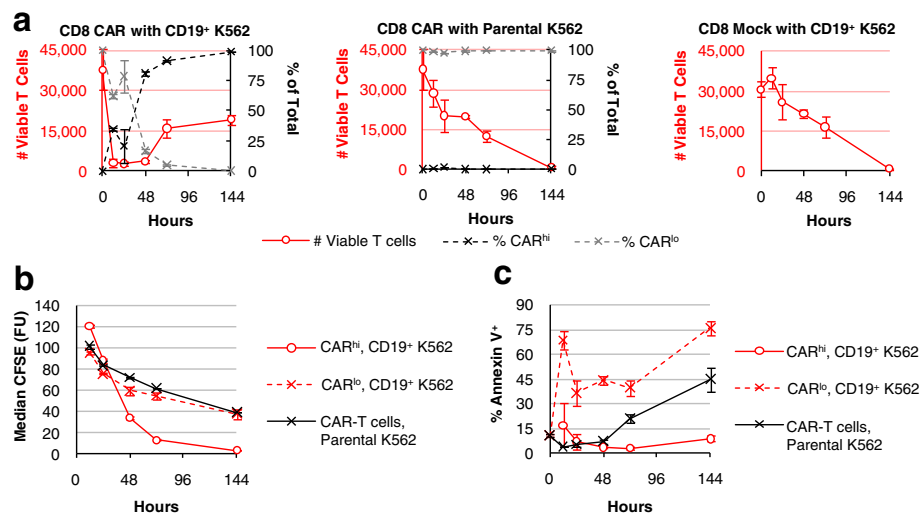 a
CD8 CAR with CD19⁺ K562
CD8 CAR with Parental K562
CD8 Mock with CD19⁺ K562
# Viable T Cells
45,000
30,000
15,000
0
100
75
50
25
0
% of Total
0 48 96 144
Hours
# Viable T Cells
45,000
30,000
15,000
0
100
75
50
25
0
% of Total
0 48 96 144
Hours
# Viable T Cells
45,000
30,000
15,000
0
0 48 96 144
Hours
# Viable T cells
% CARʰⁱ
% CARˡᵒ
b
Median CFSE (FU)
140
120
100
80
60
40
20
0
0 48 96 144
Hours
CARʰⁱ, CD19⁺ K562
CARˡᵒ, CD19⁺ K562
CAR-T cells,
Parental K562
c
% Annexin V⁺
90
75
60
45
30
15
0
0 48 96 144
Hours
CARʰⁱ, CD19⁺ K562
CARˡᵒ, CD19⁺ K562
CAR-T cells,
Parental K562